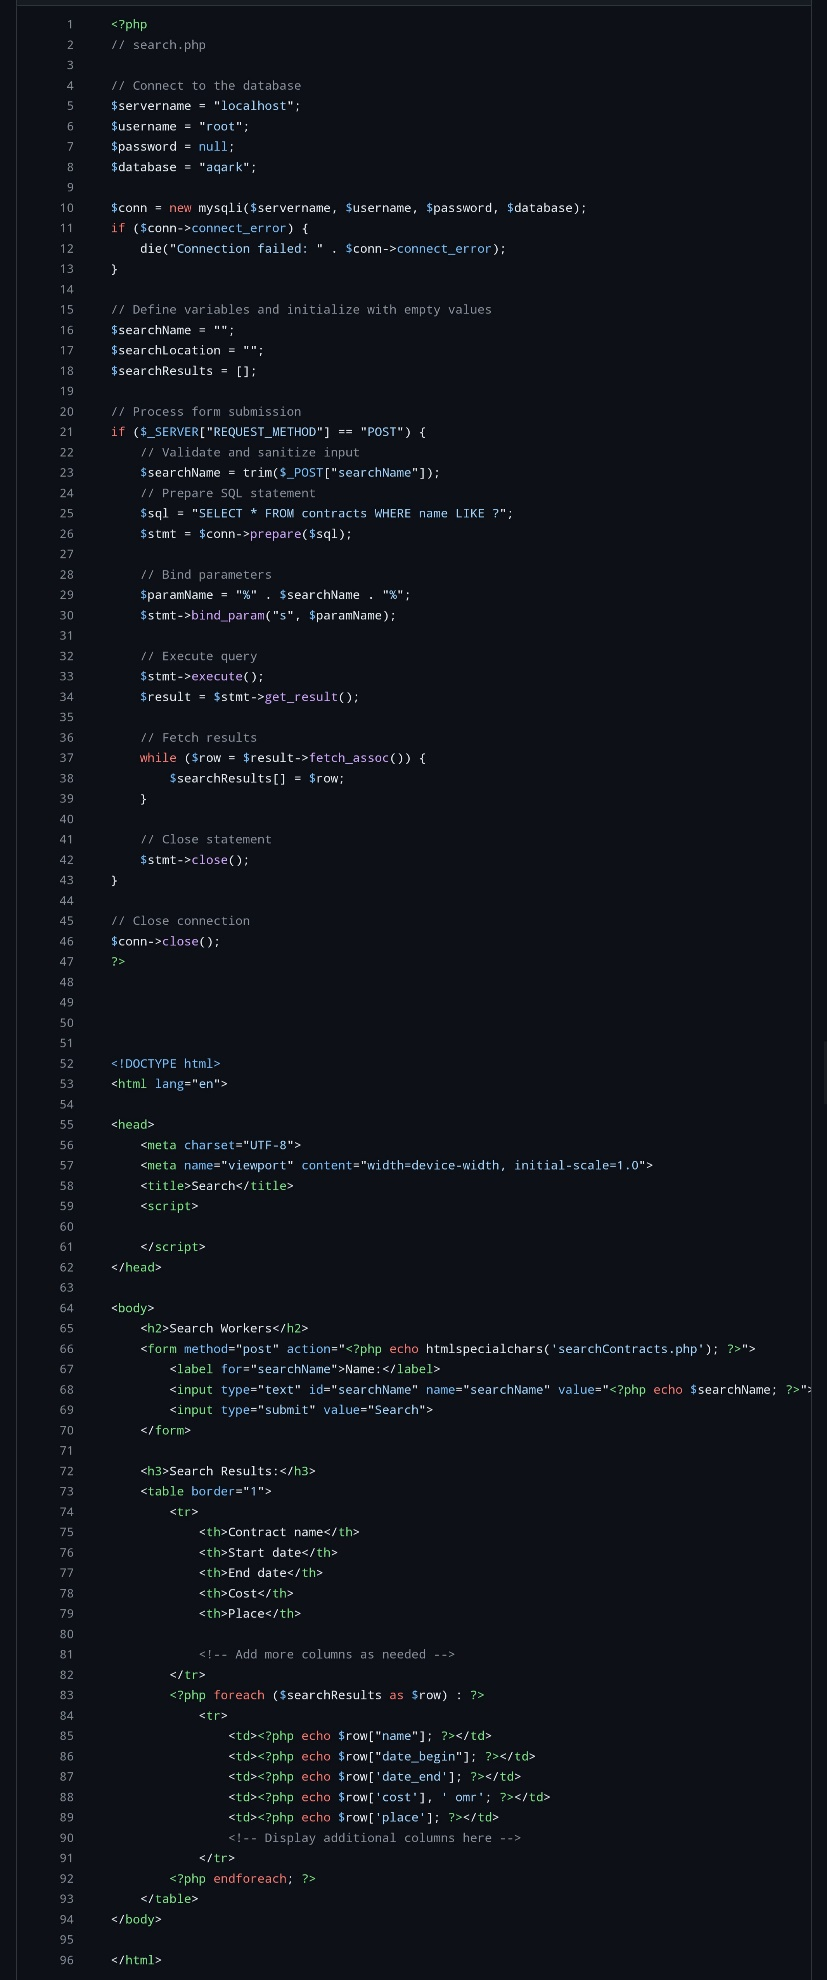 1 <?php
2 // search.php
3
4 // Connect to the database
5 $servername = "localhost";
6 $username = "root";
7 $password = null;
8 $database = "aqark";
9
10 $conn = new mysqli($servername, $username, $password, $database);
11 if ($conn->connect_error) {
12     die("Connection failed: " . $conn->connect_error);
13 }
14
15 // Define variables and initialize with empty values
16 $searchName = "";
17 $searchLocation = "";
18 $searchResults = [];
19
20 // Process form submission
21 if ($_SERVER["REQUEST_METHOD"] == "POST") {
22     // Validate and sanitize input
23     $searchName = trim($_POST["searchName"]);
24     // Prepare SQL statement
25     $sql = "SELECT * FROM contracts WHERE name LIKE ?";
26     $stmt = $conn->prepare($sql);
27
28     // Bind parameters
29     $paramName = "%" . $searchName . "%";
30     $stmt->bind_param("s", $paramName);
31
32     // Execute query
33     $stmt->execute();
34     $result = $stmt->get_result();
35
36     // Fetch results
37     while ($row = $result->fetch_assoc()) {
38         $searchResults[] = $row;
39     }
40
41     // Close statement
42     $stmt->close();
43 }
44
45 // Close connection
46 $conn->close();
47 ?>
48
49
50
51
52 <!DOCTYPE html>
53 <html lang="en">
54
55 <head>
56     <meta charset="UTF-8">
57     <meta name="viewport" content="width=device-width, initial-scale=1.0">
58     <title>Search</title>
59     <script>
60
61     </script>
62 </head>
63
64 <body>
65     <h2>Search Workers</h2>
66     <form method="post" action="<?php echo htmlspecialchars('searchContracts.php'); ?>">
67         <label for="searchName">Name:</label>
68         <input type="text" id="searchName" name="searchName" value="<?php echo $searchName; ?>">
69         <input type="submit" value="Search">
70     </form>
71
72     <h3>Search Results:</h3>
73     <table border="1">
74         <tr>
75             <th>Contract name</th>
76             <th>Start date</th>
77             <th>End date</th>
78             <th>Cost</th>
79             <th>Place</th>
80
81             <!-- Add more columns as needed -->
82         </tr>
83         <?php foreach ($searchResults as $row) : ?>
84             <tr>
85                 <td><?php echo $row["name"]; ?></td>
86                 <td><?php echo $row["date_begin"]; ?></td>
87                 <td><?php echo $row['date_end']; ?></td>
88                 <td><?php echo $row['cost'], ' omr'; ?></td>
89                 <td><?php echo $row['place']; ?></td>
90                 <!-- Display additional columns here -->
91             </tr>
92         <?php endforeach; ?>
93     </table>
94 </body>
95
96 </html>